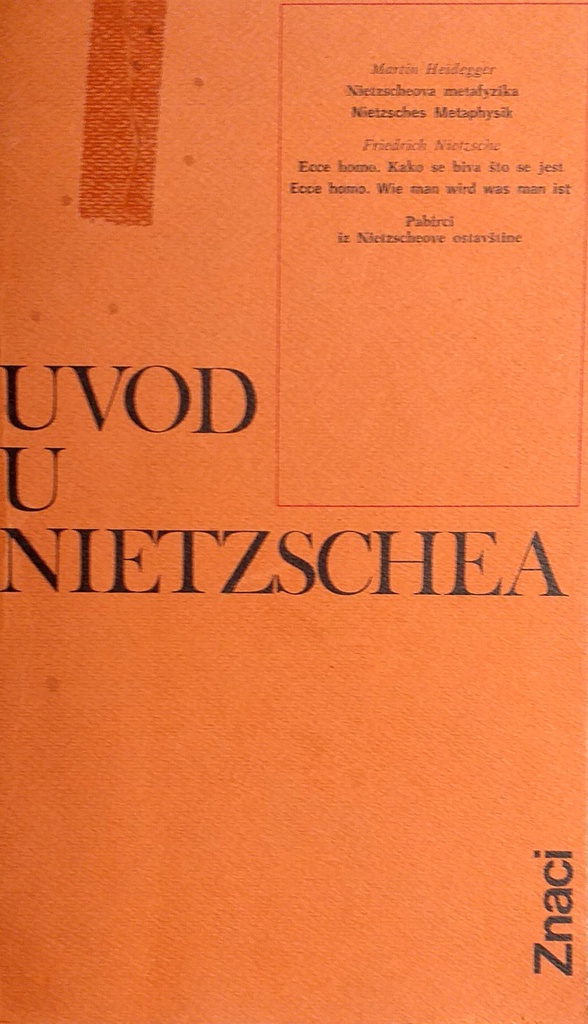 Martin Heidegger
Nietzscheova metafyzika
Nietzsches Metaphysik
Friedrich Nietzsche
Ecce homo. Kako se biva što se jest
Ecce homo. Wie man wird was man ist
Pabirci
iz Nietzscheove ostavštine
UVOD
U
NIETZSCHEA
Znaci